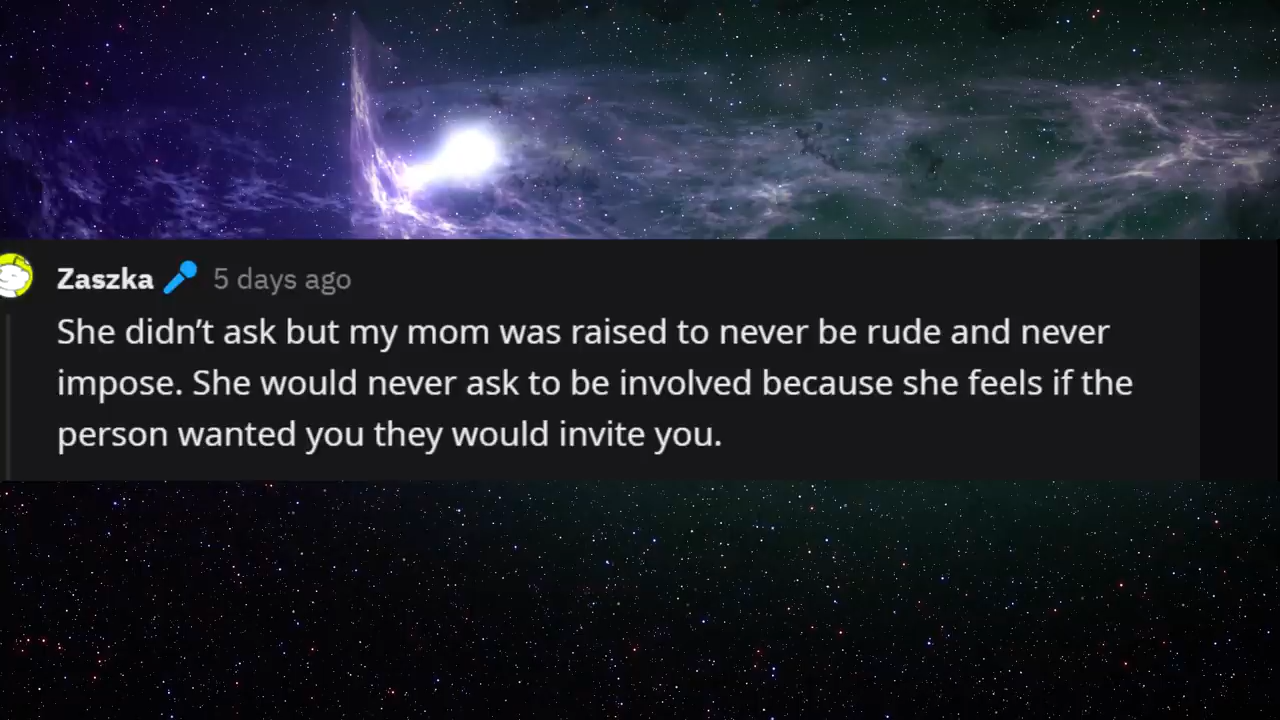 Zaszka 5 days ago
She didn’t ask but my mom was raised to never be rude and never
impose. She would never ask to be involved because she feels if the
person wanted you they would invite you.